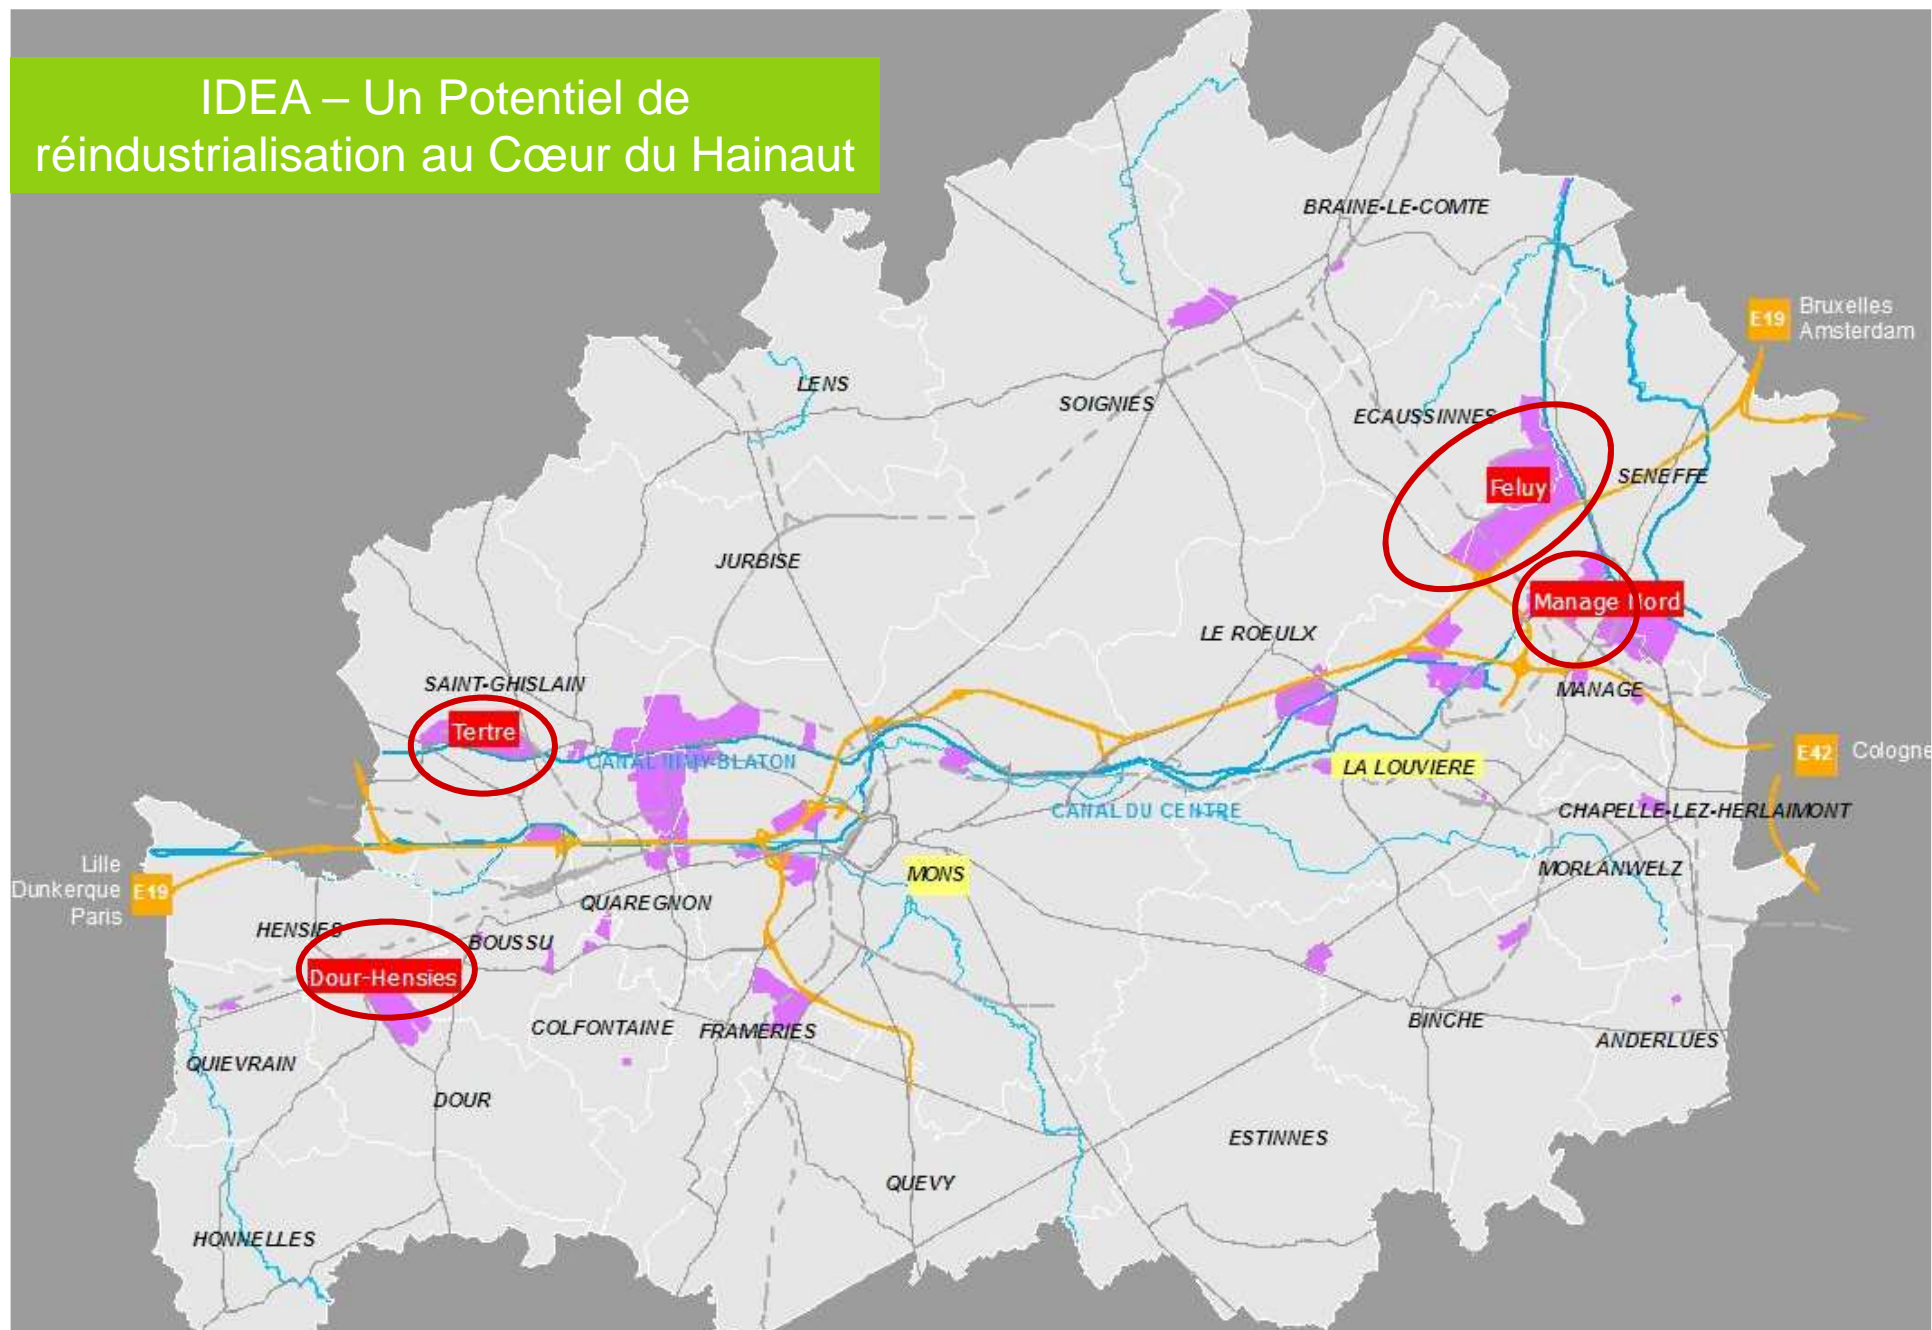 IDEA – Un Potentiel de
réindustrialisation au Cœur du Hainaut
BRAINE-LE-COMTE
E19
Bruxelles
Amsterdam
LENS
SOIGNIES
ECAUSSINNES
SENEFFE
Feluy
JURBISE
Manage Nord
LE ROEULX
SAINT-GHISLAIN
MANAGE
Tertre
CANAL NIMY-BLATON
LA LOUVIERE
E42
Cologne
CANAL DU CENTRE
CHAPELLE-LEZ-HERLAIMONT
Lille
Dunkerque
Paris
E19
MONS
MORLANWELZ
QUAREGNON
HENSIES
BOUSSU
Dour-Hensies
COLFONTAINE
FRAMERIES
BINCHE
ANDERLUES
QUIEVRAIN
DOUR
ESTINNES
QUEVY
HONNELLES